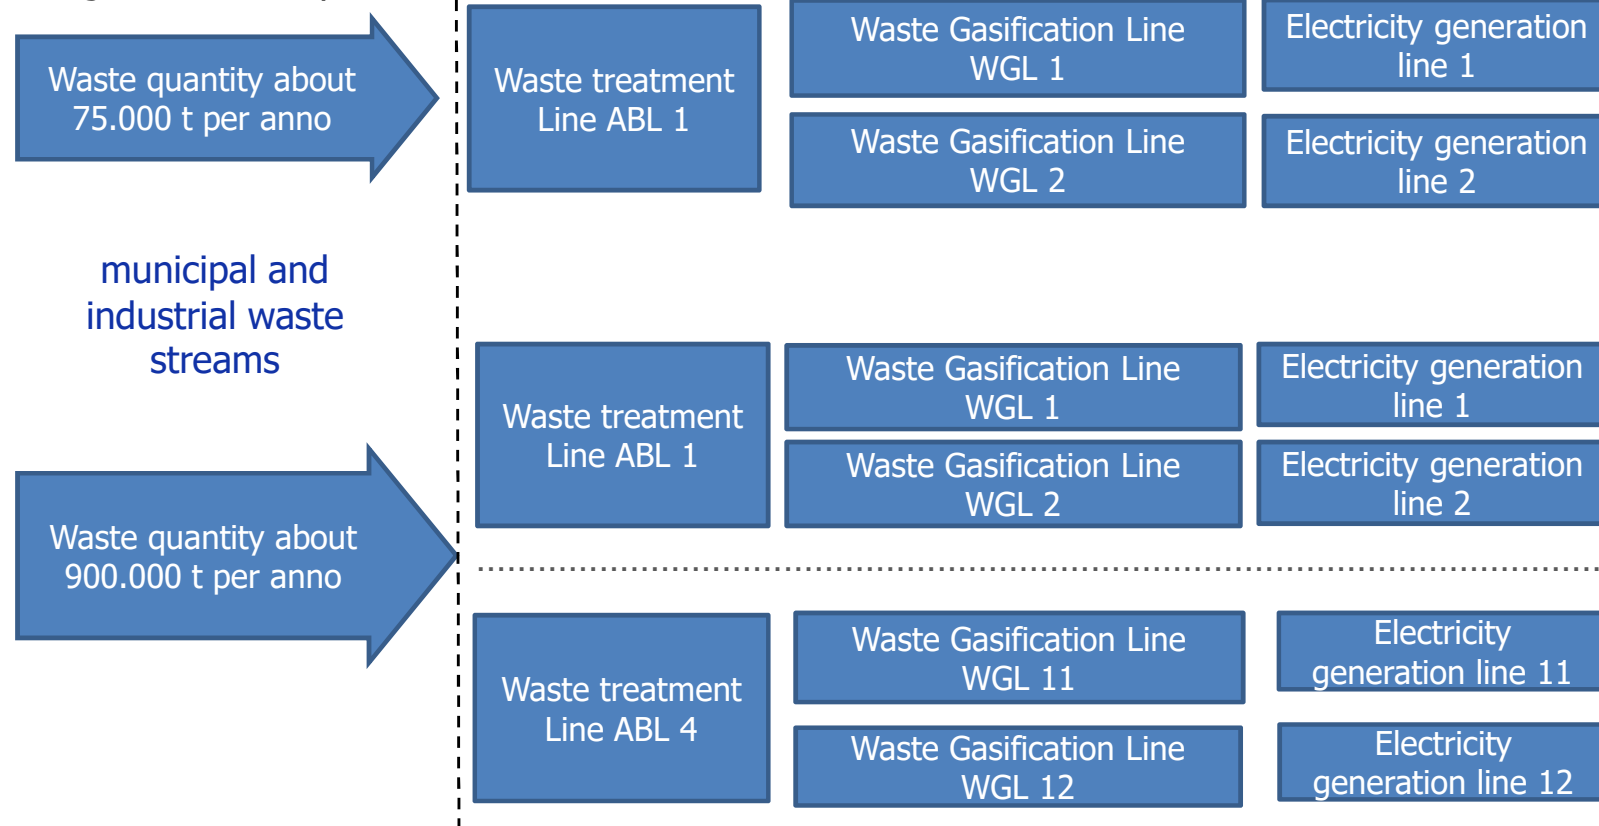 Waste quantity about
75.000 t per anno
Waste treatment
Line ABL 1
Waste Gasification Line
WGL 1
Electricity generation
line 1
Waste Gasification Line
WGL 2
Electricity generation
line 2
municipal and
industrial waste
streams
Waste quantity about
900.000 t per anno
Waste treatment
Line ABL 1
Waste Gasification Line
WGL 1
Electricity generation
line 1
Waste Gasification Line
WGL 2
Electricity generation
line 2
Waste treatment
Line ABL 4
Waste Gasification Line
WGL 11
Electricity
generation line 11
Waste Gasification Line
WGL 12
Electricity
generation line 12